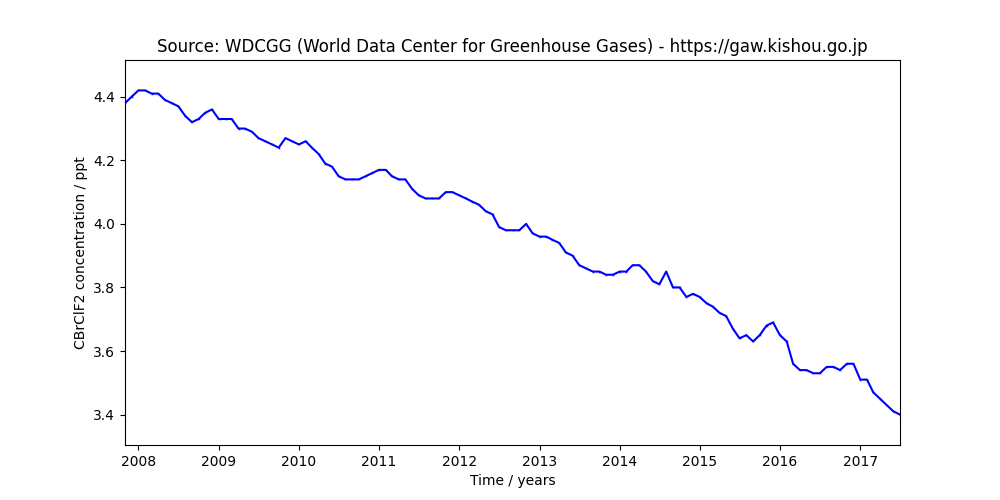 Source: WDCGG (World Data Center for Greenhouse Gases) - https://gaw.kishou.go.jp
CBrClF2 concentration / ppt
4.4
4.2
4.0
3.8
3.6
3.4
2008 2009 2010 2011 2012 2013 2014 2015 2016 2017
Time / years